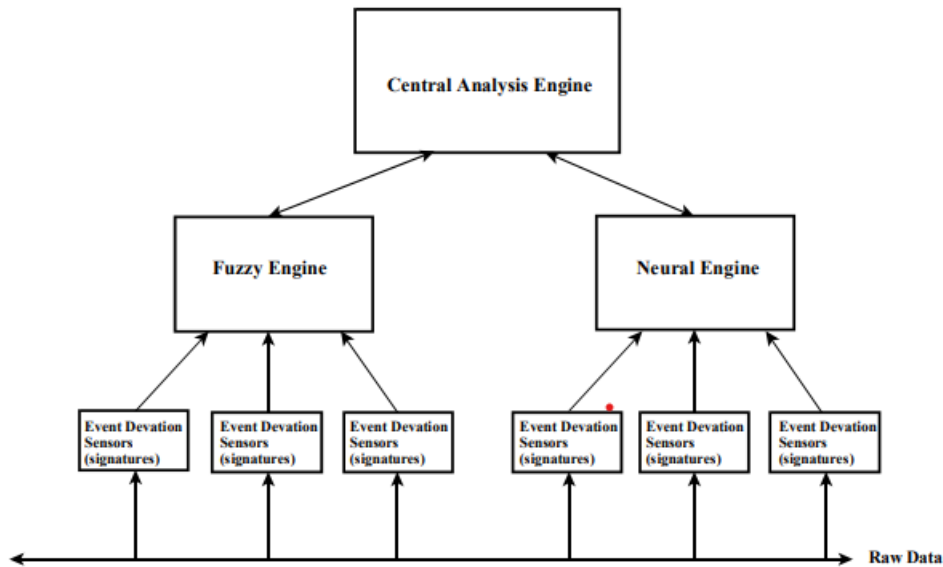 Central Analysis Engine
Fuzzy Engine
Neural Engine
Event Devation
Sensors
(signatures)
Event Devation
Sensors
(signatures)
Event Devation
Sensors
(signatures)
Event Devation
Sensors
(signatures)
Event Devation
Sensors
(signatures)
Event Devation
Sensors
(signatures)
Raw Data